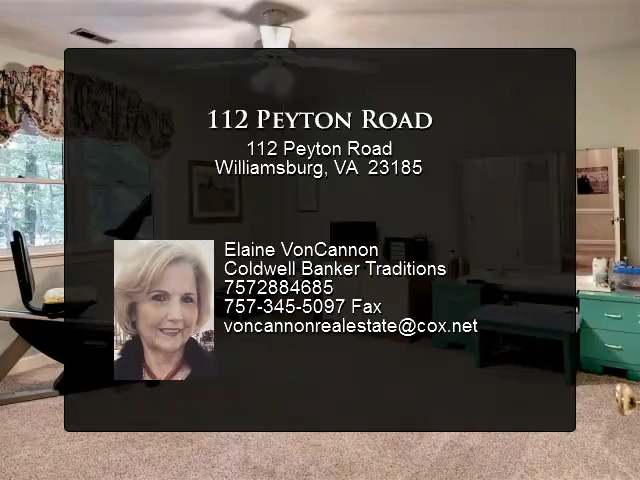 112 Peyton Road
112 Peyton Road
Williamsburg, VA 23185
Elaine VonCannon
Coldwell Banker Traditions
7572884685
757-345-5097 Fax
voncannonrealestate@cox.net